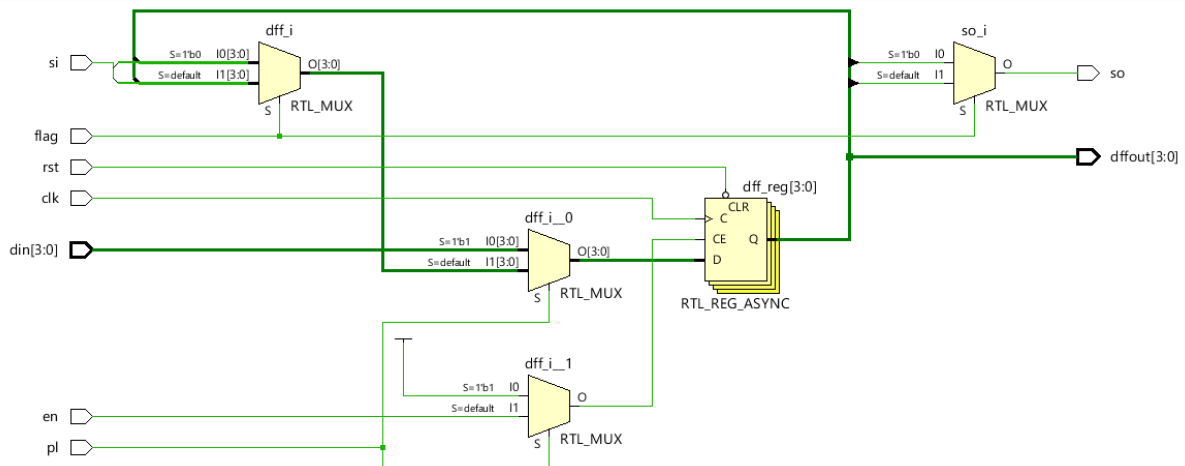 dff_i
so_i
si
S=1'b0 I0[3:0]
S=default I1[3:0]
O[3:0]
S
RTL_MUX
S=1'b0 I0
S=default I1
O
S
RTL_MUX
so
flag
rst
dffout[3:0]
clk
dff_reg[3:0]
CLR
C
CE Q
D
RTL_REG_ASYNC
dff_i__0
din[3:0]
S=1'b1 I0[3:0]
S=default I1[3:0]
O[3:0]
S
RTL_MUX
dff_i__1
S=1'b1 I0
S=default I1
O
S
RTL_MUX
en
pl